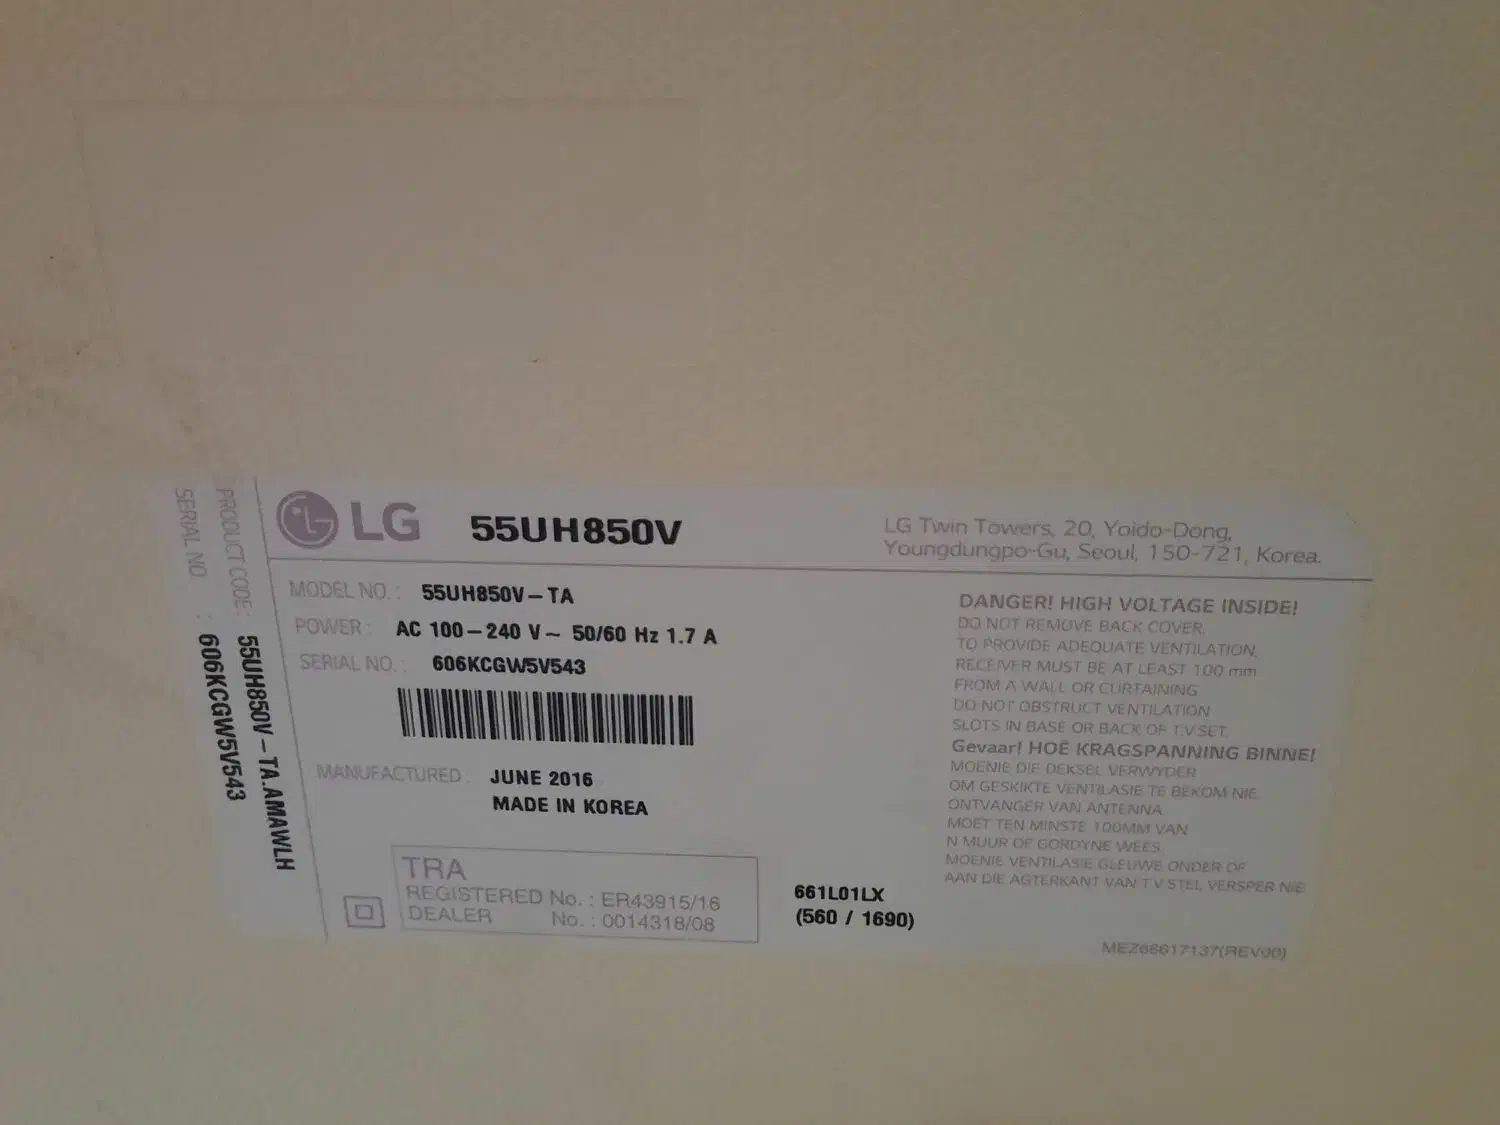 LG 55UH850V
LG Twin Towers, 20, Yoido-Dong,
Youngdungpo-Gu, Seoul, 150-721, Korea.
MODEL NO. : 55UH850V-TA
POWER : AC 100-240 V~ 50/60 Hz 1.7 A
SERIAL NO. : 606KCGW5V543
MANUFACTURED : JUNE 2016
MADE IN KOREA
TRA
REGISTERED No. : ER43915/16
DEALER No. : 0014318/08
661L01LX
(560 / 1690)
DANGER! HIGH VOLTAGE INSIDE!
DO NOT REMOVE BACK COVER.
TO PROVIDE ADEQUATE VENTILATION,
RECEIVER MUST BE AT LEAST 100 mm
FROM A WALL OR CURTAINING
DO NOT OBSTRUCT VENTILATION
SLOTS IN BASE OR BACK OF T.V.SET.
Gevaar! HOË KRAGSPANNING BINNE!
MOENIE DIE DEKSEL VERWYDER
OM GESKIKTE VENTILASIE TE BEKOM NIE.
ONTVANGER VAN ANTENNA
MOET TEN MINSTE 100MM VAN
N MUUR OF GORDYNE WEES.
MOENIE VENTILASIE GLEUWE ONDER OF
AAN DIE AGTERKANT VAN T.V STEL VERSPER NIE
MEZ68617137(REV00)
PRODUCT CODE: 55UH850V-TA.AMAWLH
SERIAL NO : 606KCGW5V543